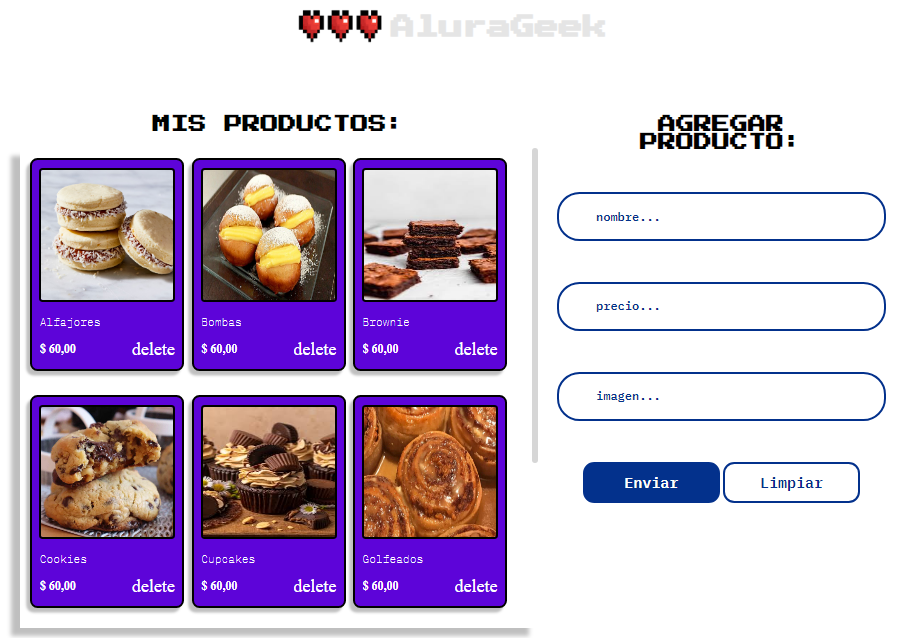 AluraGeek
MIS PRODUCTOS:
Alfajores
$ 60,00 delete
Bombas
$ 60,00 delete
Brownie
$ 60,00 delete
Cookies
$ 60,00 delete
Cupcakes
$ 60,00 delete
Golfeados
$ 60,00 delete
AGREGAR
PRODUCTO:
nombre...
precio...
imagen...
Enviar Limpiar